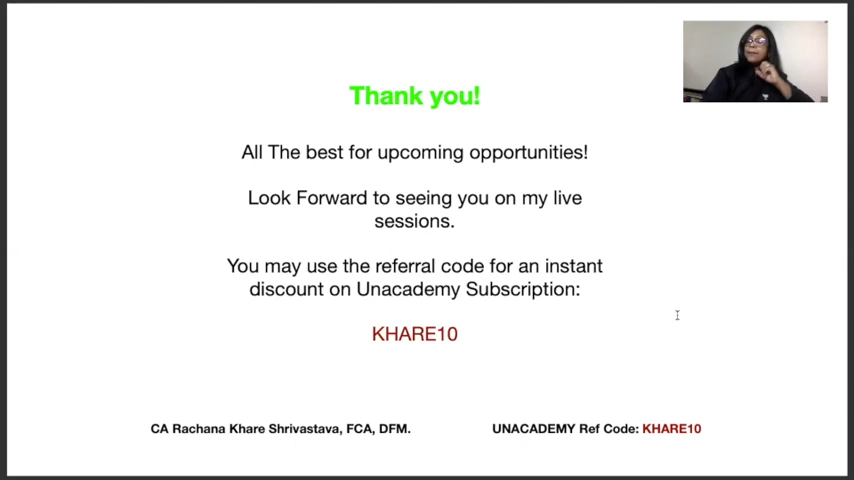 Thank you!
All The best for upcoming opportunities!
Look Forward to seeing you on my live
sessions.
You may use the referral code for an instant
discount on Unacademy Subscription:
KHARE10
CA Rachana Khare Shrivastava, FCA, DFM.
UNACADEMY Ref Code: KHARE10